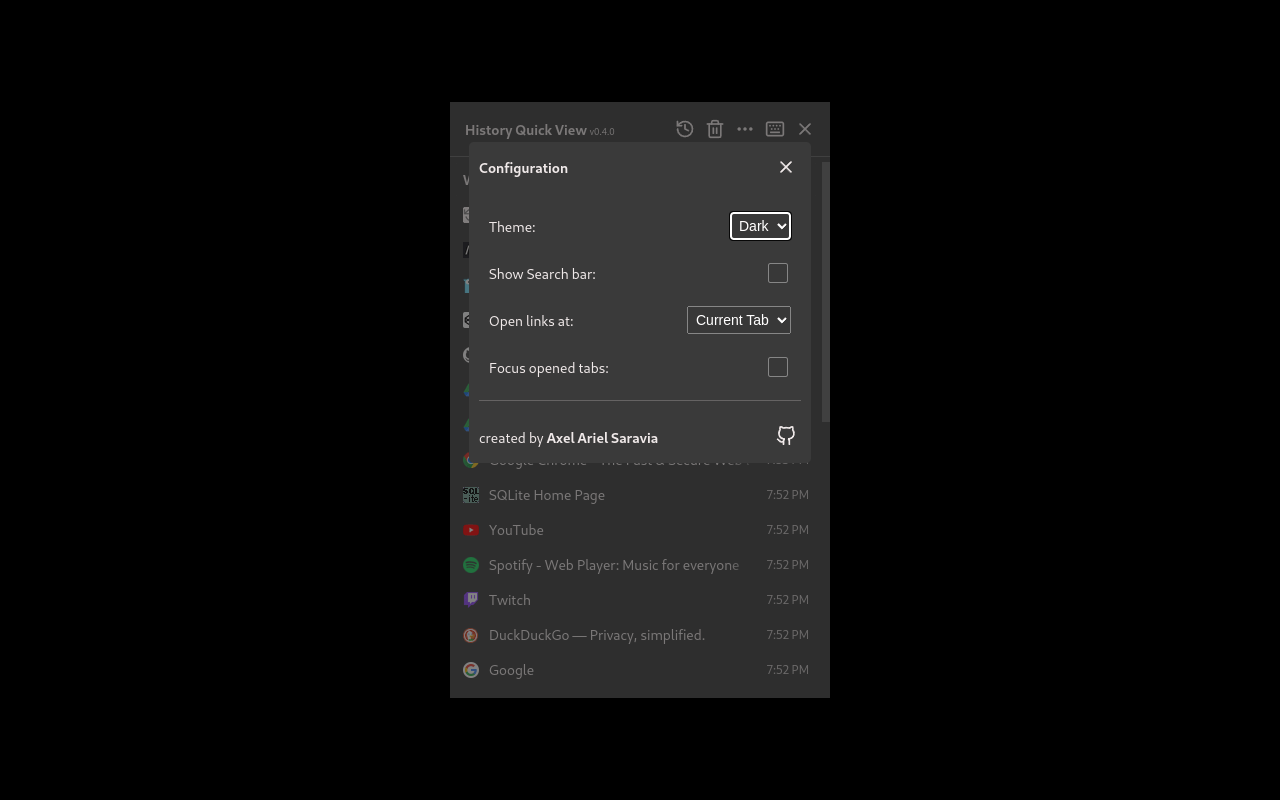 History Quick View v0.4.0
Configuration
Theme: Dark
Show Search bar:
Open links at: Current Tab
Focus opened tabs:
created by Axel Ariel Saravia
Google Chrome - The Fast & Secure Web
SQLite Home Page 7:52 PM
YouTube 7:52 PM
Spotify - Web Player: Music for everyone 7:52 PM
Twitch 7:52 PM
DuckDuckGo — Privacy, simplified. 7:52 PM
Google 7:52 PM